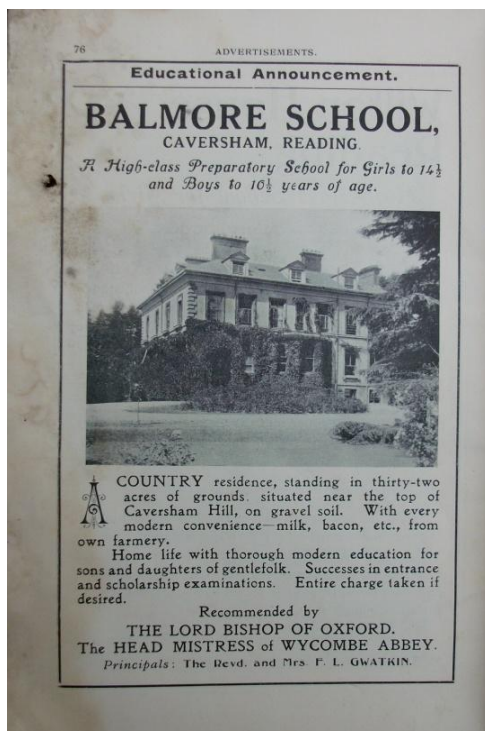 76
ADVERTISEMENTS.
Educational Announcement.
BALMORE SCHOOL,
CAVERSHAM, READING.
A High-class Preparatory School for Girls to 14½
and Boys to 10½ years of age.
A COUNTRY residence, standing in thirty-two
acres of grounds, situated near the top of
Caversham Hill, on gravel soil. With every
modern convenience—milk, bacon, etc., from
own farmery.
Home life with thorough modern education for
sons and daughters of gentlefolk. Successes in entrance
and scholarship examinations. Entire charge taken if
desired.
Recommended by
THE LORD BISHOP OF OXFORD.
The HEAD MISTRESS of WYCOMBE ABBEY.
Principals: The Revd. and Mrs. F. L. GWATKIN.